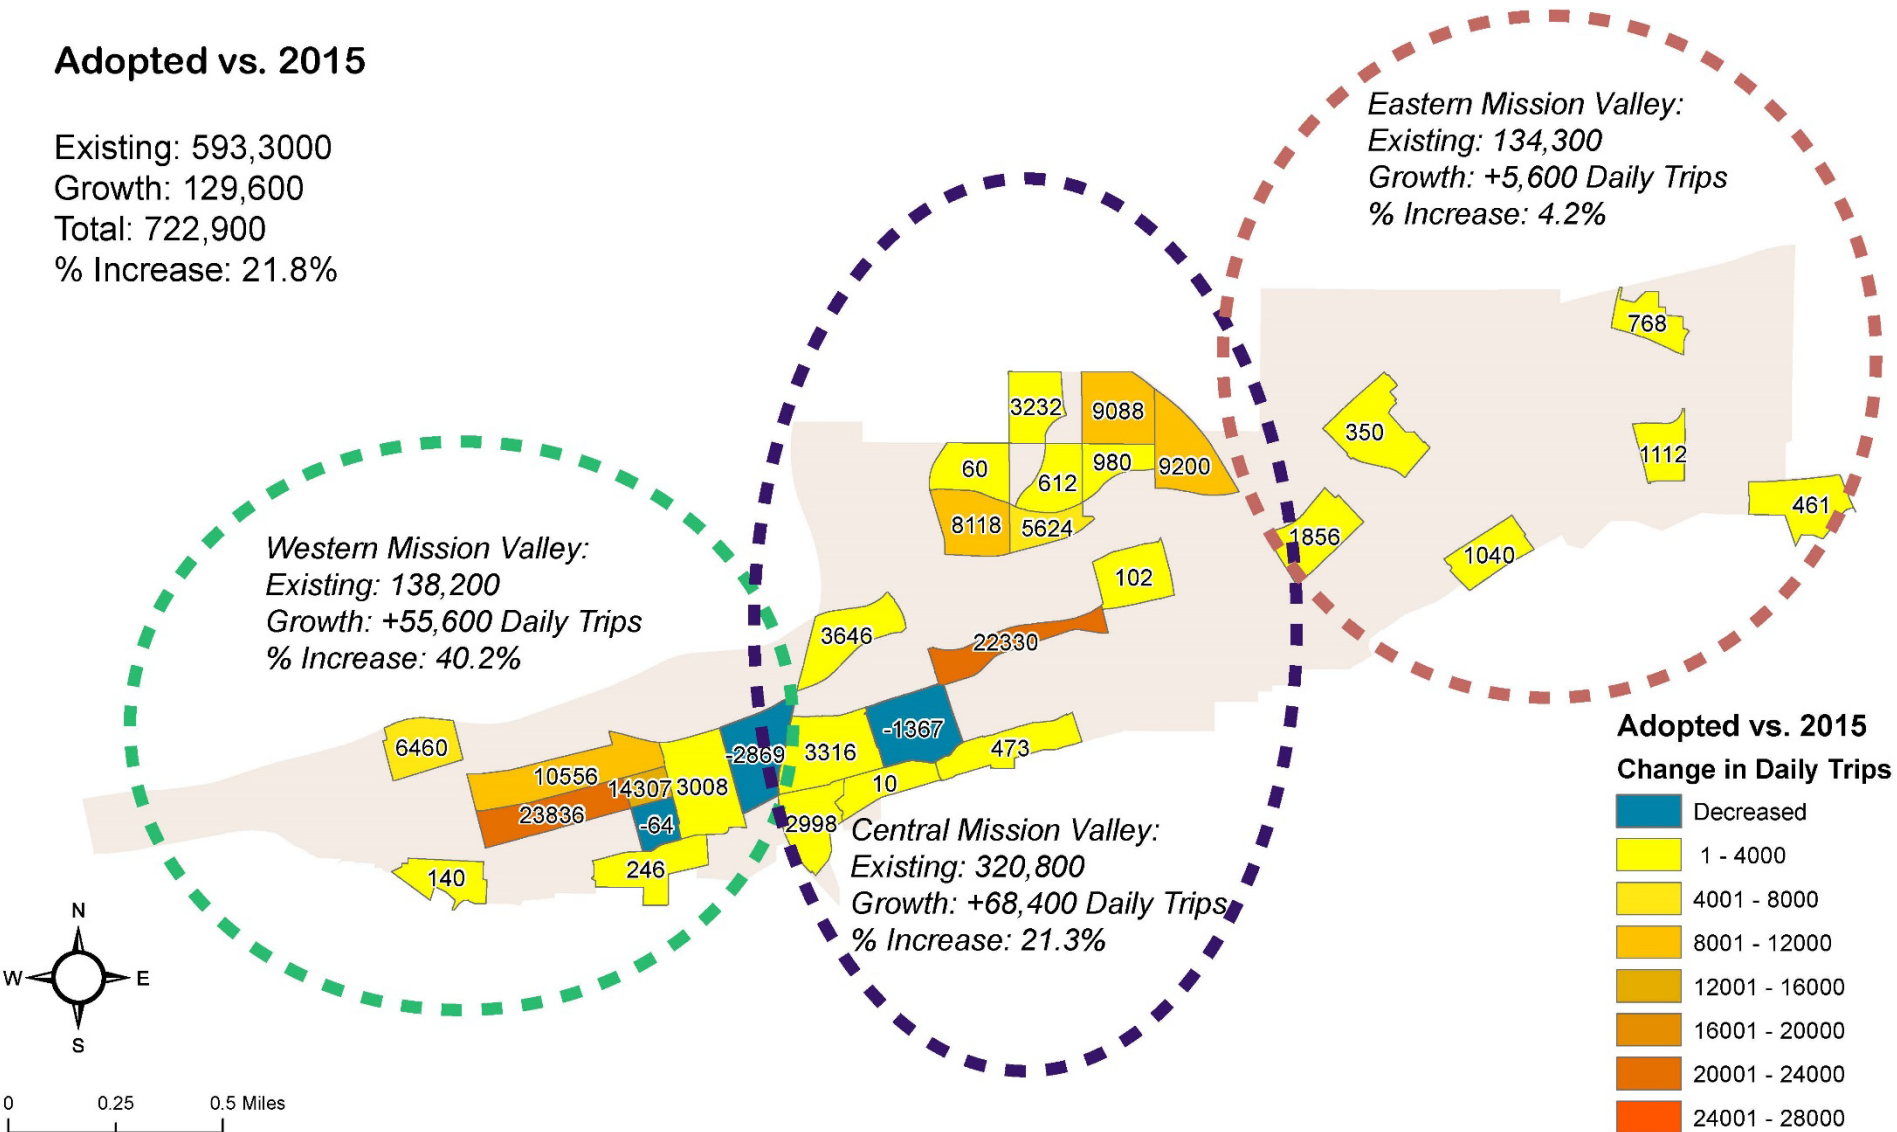 Adopted vs. 2015
Existing: 593,3000
Growth: 129,600
Total: 722,900
% Increase: 21.8%
Eastern Mission Valley:
Existing: 134,300
Growth: +5,600 Daily Trips
% Increase: 4.2%
768
350
1112
461
1856
1040
3232
9088
60
612
980
9200
8118
5624
102
3646
22330
Western Mission Valley:
Existing: 138,200
Growth: +55,600 Daily Trips
% Increase: 40.2%
6460
10556
14307
3008
-2869
3316
-1367
473
23836
-64
10
2998
140
246
Central Mission Valley:
Existing: 320,800
Growth: +68,400 Daily Trips
% Increase: 21.3%
N
W
E
S
0
0.25
0.5 Miles
Adopted vs. 2015
Change in Daily Trips
Decreased
1 - 4000
4001 - 8000
8001 - 12000
12001 - 16000
16001 - 20000
20001 - 24000
24001 - 28000